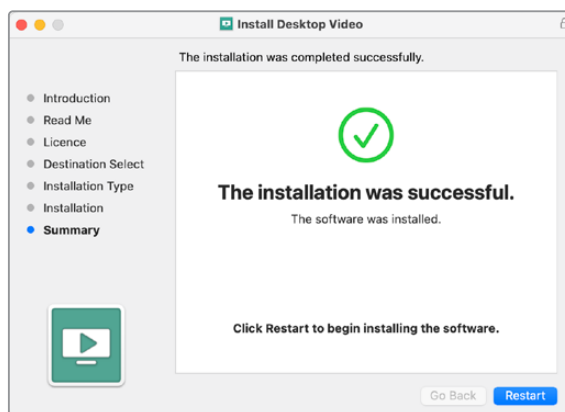 Install Desktop Video
The installation was completed successfully.
Introduction
Read Me
Licence
Destination Select
Installation Type
Installation
Summary
The installation was successful.
The software was installed.
Click Restart to begin installing the software.
Go Back
Restart